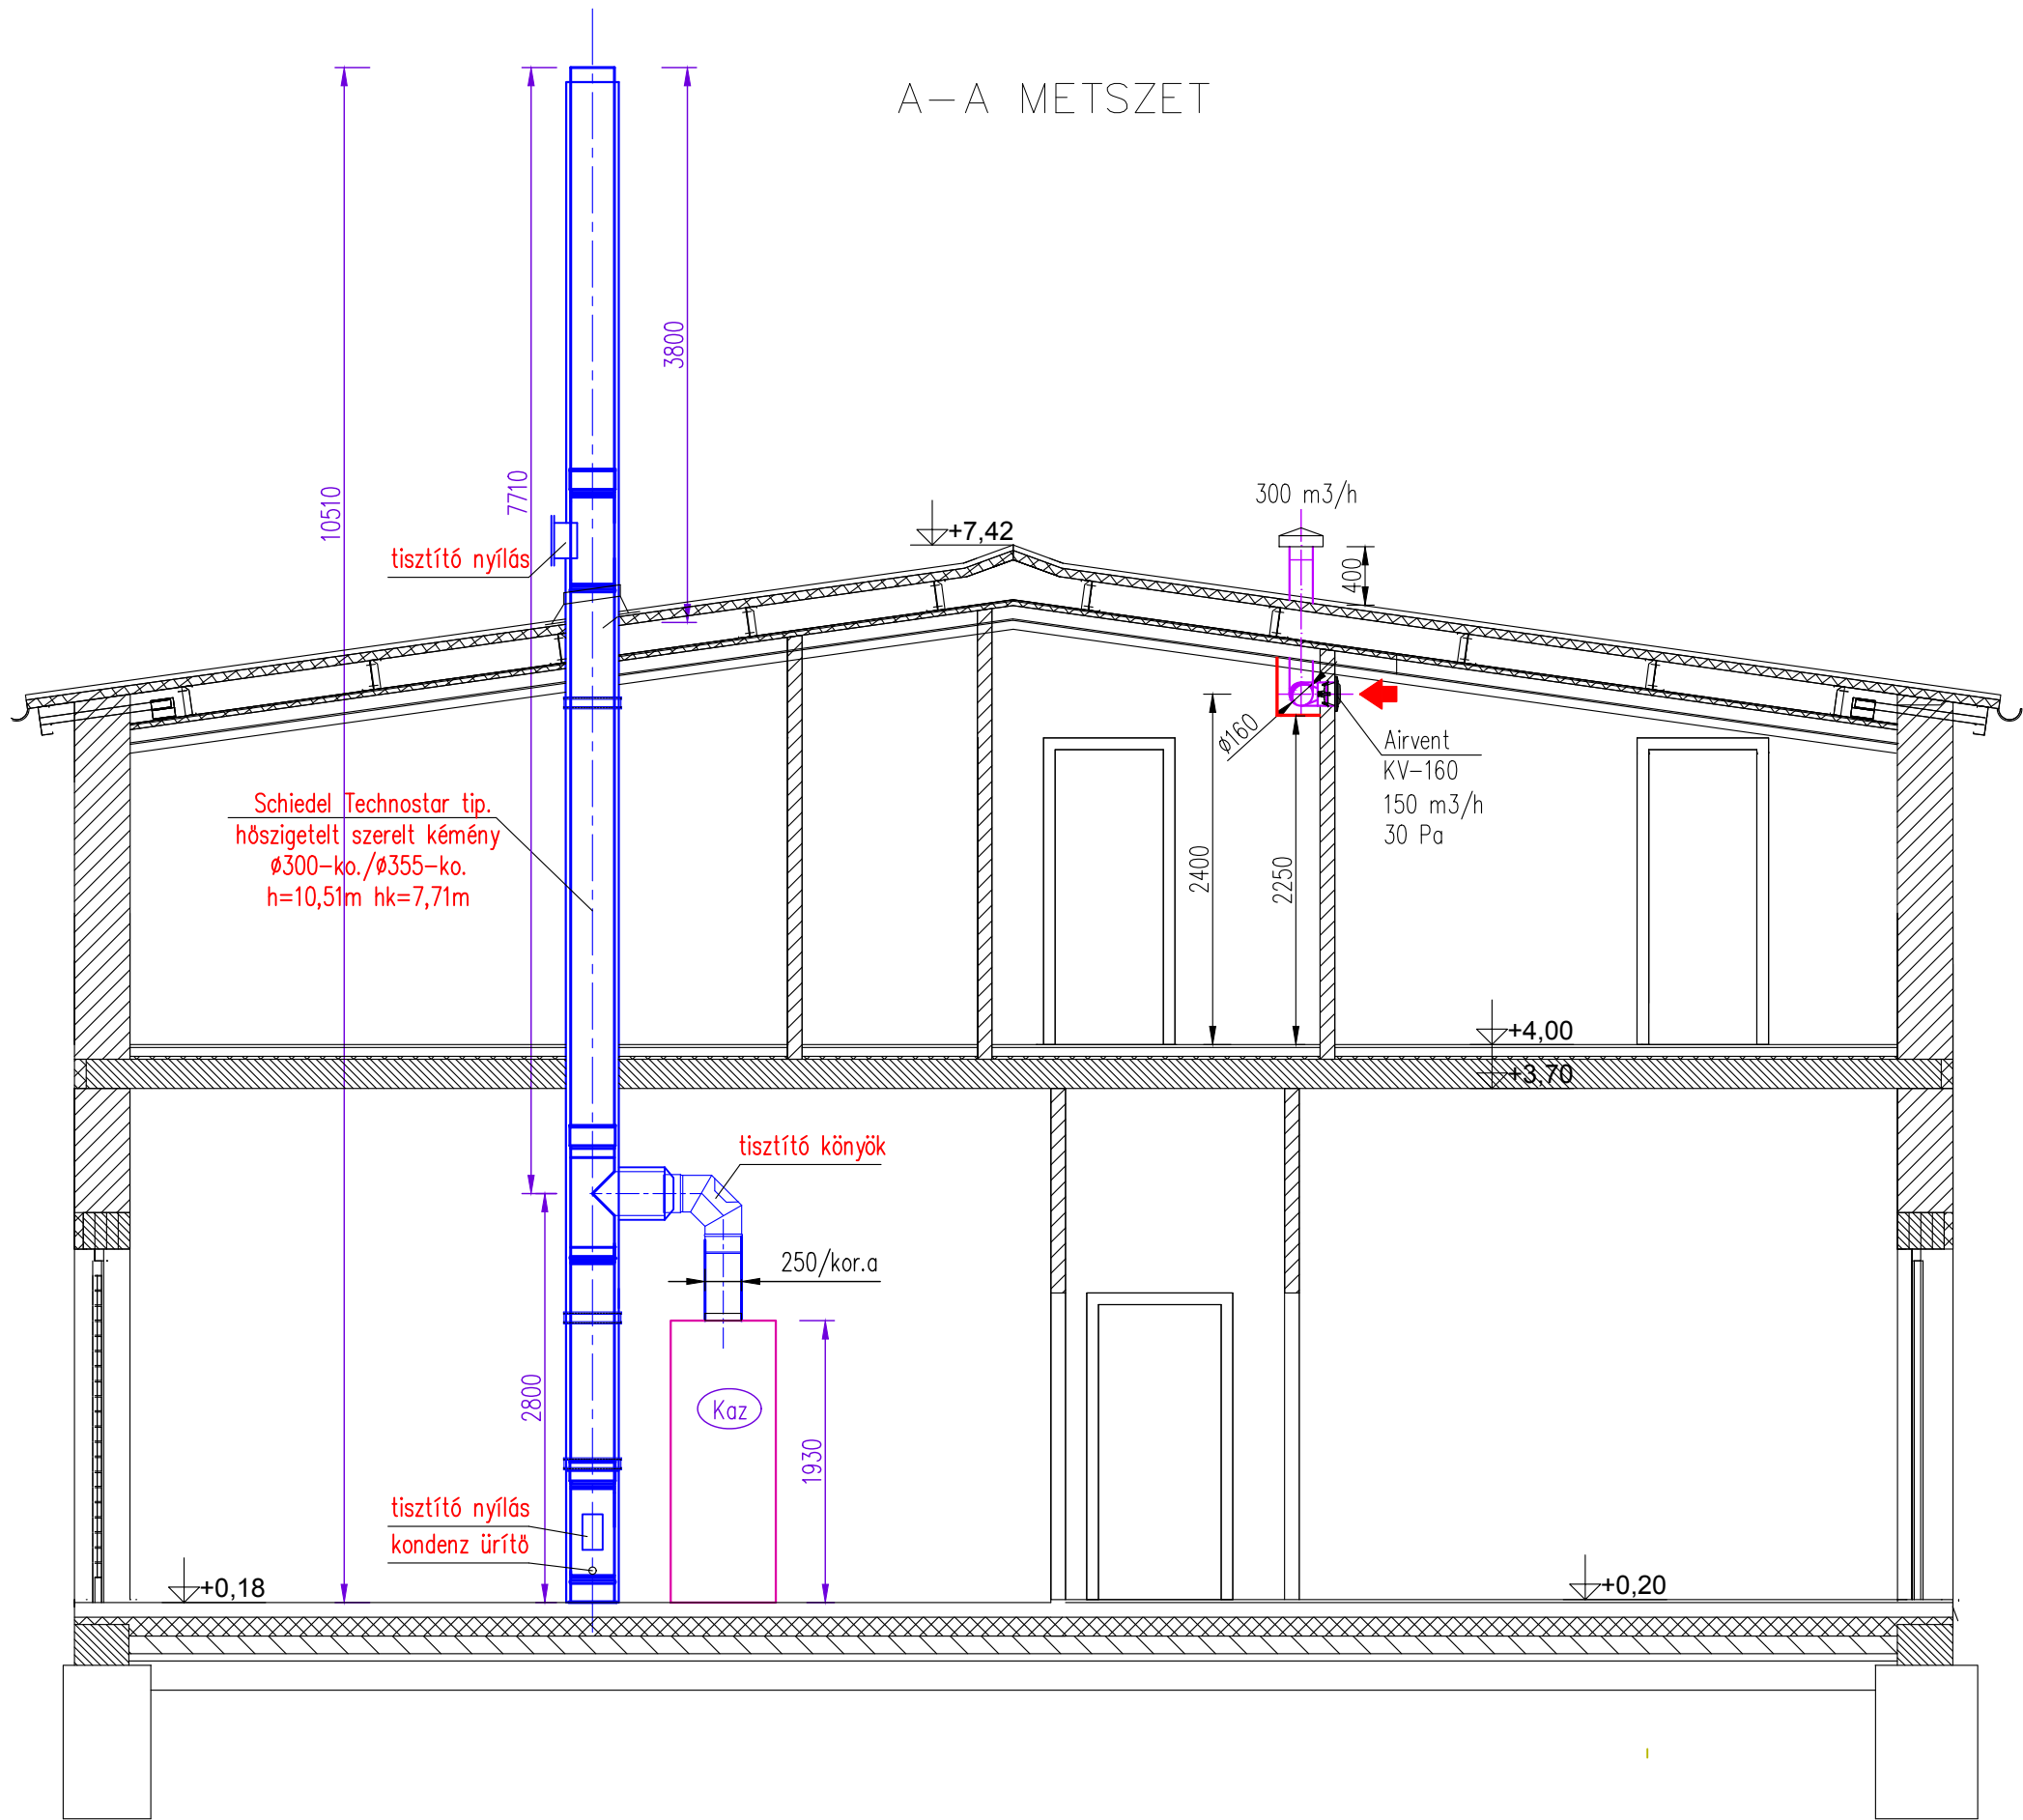 A-A METSZET
10510
7710
3800
300 m3/h
+7,42
400
tisztító nyílás
ø160
Airvent
KV-160
150 m3/h
30 Pa
Schiedel Technostar tip.
höszigetelt szerelt kémény
ø300-ko./ø355-ko.
h=10,51m hk=7,71m
2400
2250
+4,00
+3,70
tisztító könyök
250/kor.a
2800
Kaz
1930
tisztító nyílás
kondenz ürítö
+0,18
+0,20